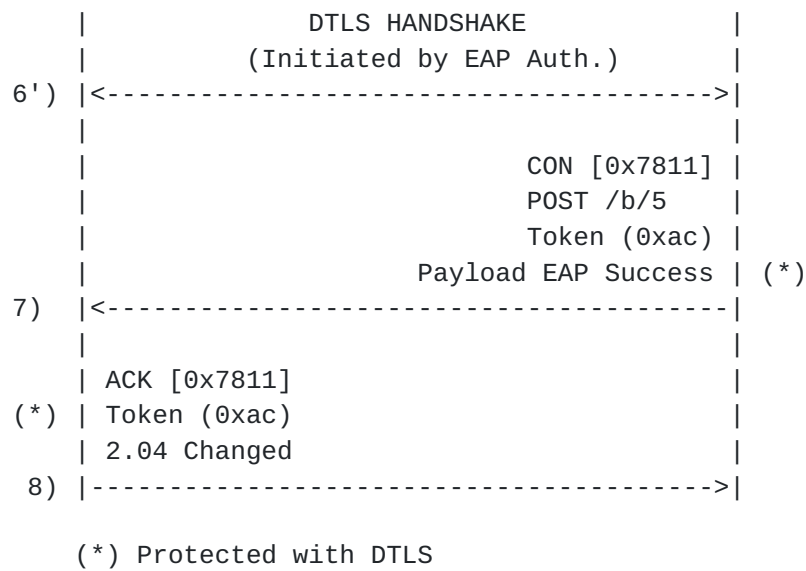 |              DTLS HANDSHAKE             |
     |          (Initiated by EAP Auth.)       |
 6') |<--------------------------------------->|
     |                                         |
     |                            CON [0x7811] |
     |                            POST /b/5    |
     |                            Token (0xac) |
     |                     Payload EAP Success | (*)
 7)  |<----------------------------------------|
     |                                         |
     | ACK [0x7811]                            |
 (*) | Token (0xac)                            |
     | 2.04 Changed                            |
  8) |---------------------------------------->|
     (*) Protected with DTLS